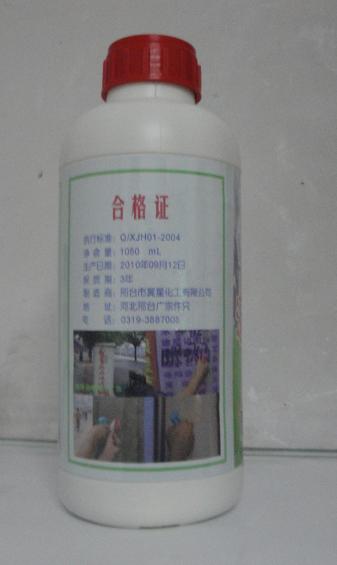 合格证
执行标准: Q/XJH01-2004
净含量: 1050 mL
生产日期: 2010年09月12日
保质期: 3年
制造商: 邢台市冀星化工有限公司
地址: 河北邢台广宗件只
电话: 0319-3887005